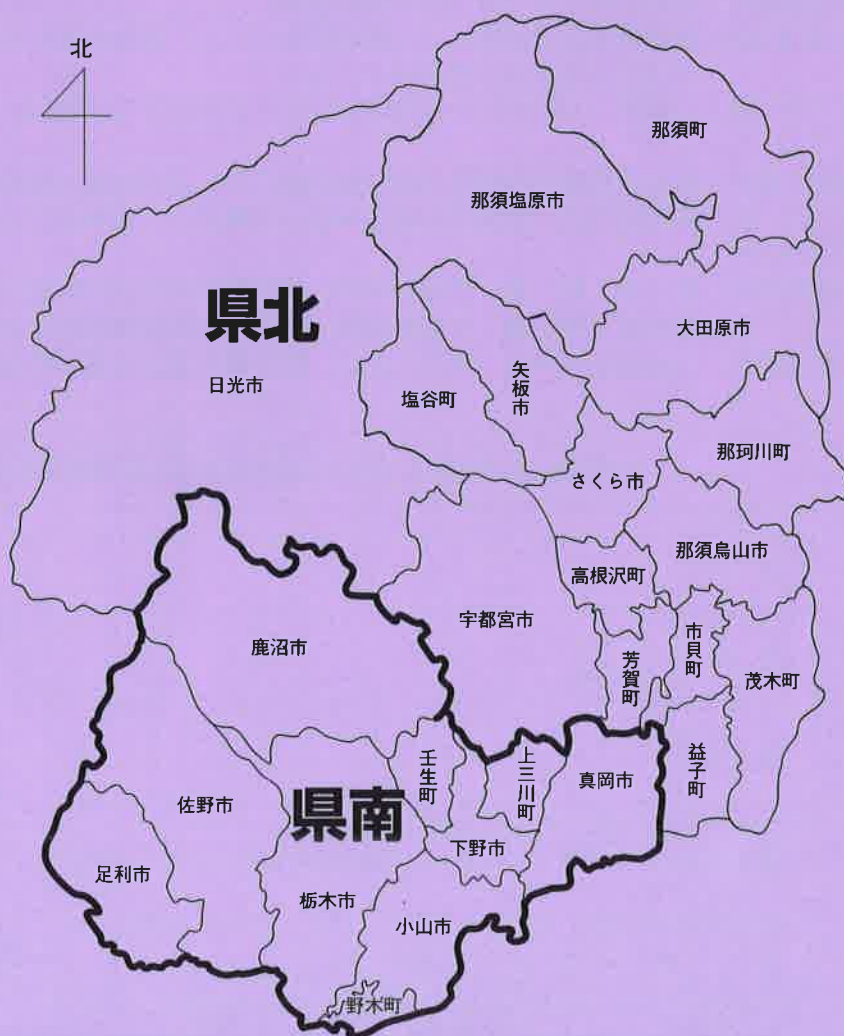 北
那須町
那須塩原市
県北
大田原市
日光市
塩谷町
矢板市
那珂川町
さくら市
那須烏山市
高根沢町
宇都宮市
鹿沼市
芳賀町
市貝町
茂木町
壬生町
上三川町
真岡市
益子町
佐野市
県南
下野市
足利市
栃木市
小山市
野木町